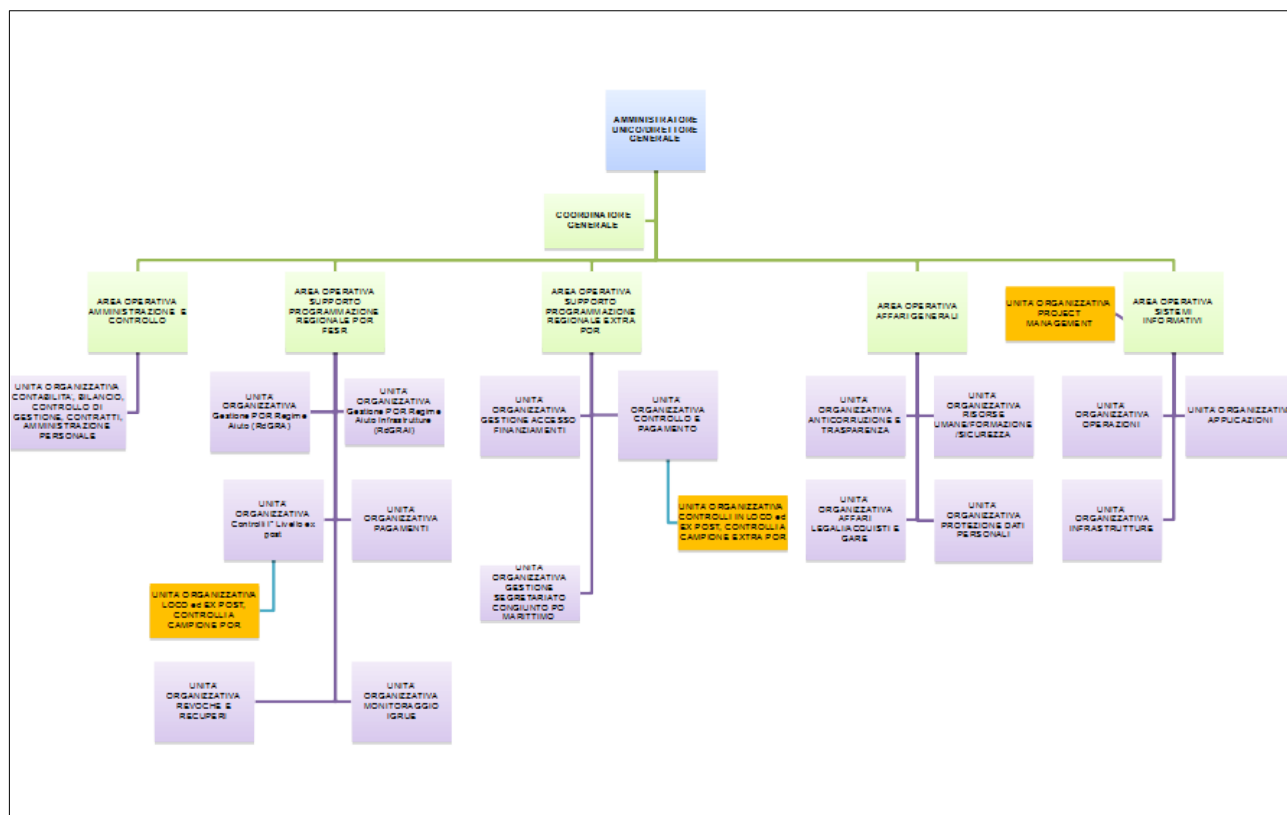 AMMINISTRATORE
UNICO/DIRETTORE
GENERALE
COORDINATORE
GENERALE
AREA OPERATIVA
AMMINISTRAZIONE E
CONTROLLO
AREA OPERATIVA
SUPPORTO
PROGRAMMAZIONE
REGIONALE POR
FESR
AREA OPERATIVA
SUPPORTO
PROGRAMMAZIONE
REGIONALE EXTRA
POR
AREA OPERATIVA
AFFARI GENERALI
UNITA ORGANIZZATIVA
PROJECT
MANAGEMENT
AREA OPERATIVA
SISTEMI
INFORMATIVI
UNITA ORGANIZZATIVA
CONTABILITA', BILANCIO,
CONTROLLO DI
GESTIONE, CONTRATTI,
AMMINISTRAZIONE
PERSONALE
UNITA'
ORGANIZZATIVA
Gestione POR Regime
Aiuto (RdGRA)
UNITA'
ORGANIZZATIVA
Gestione POR Regime
Aiuto Infrastrutture
(RdGRAI)
UNITA'
ORGANIZZATIVA
GESTIONE ACCESSO
FINANZIAMENTI
UNITA'
ORGANIZZATIVA
CONTROLLO E
PAGAMENTO
UNITA'
ORGANIZZATIVA
ANTICORRUZIONE E
TRASPARENZA
UNITA'
ORGANIZZATIVA
RISORSE
UMANE/FORMAZIONE
/SICUREZZA
UNITA'
ORGANIZZATIVA
OPERAZIONI
UNITA ORGANIZZATIVA
APPLICAZIONI
UNITA'
ORGANIZZATIVA
Controlli I° Livello ex
post
UNITA'
ORGANIZZATIVA
PAGAMENTI
UNITA ORGANIZZATIVA
CONTROLLI IN LOCO ed
EX POST, CONTROLLI A
CAMPIONE EXTRA POR
UNITA'
ORGANIZZATIVA
AFFARI
LEGALI/ACQUISTI E
GARE
UNITA'
ORGANIZZATIVA
PROTEZIONE DATI
PERSONALI
UNITA'
ORGANIZZATIVA
INFRASTRUTTURE
UNITA ORGANIZZATIVA
LOCO ed EX POST,
CONTROLLI A
CAMPIONE POR
UNITA'
ORGANIZZATIVA
GESTIONE
SEGRETARIATO
CONGIUNTO PO
MARITTIMO
UNITA'
ORGANIZZATIVA
REVOCHE E
RECUPERI
UNITA'
ORGANIZZATIVA
MONITORAGGIO
IGRUE